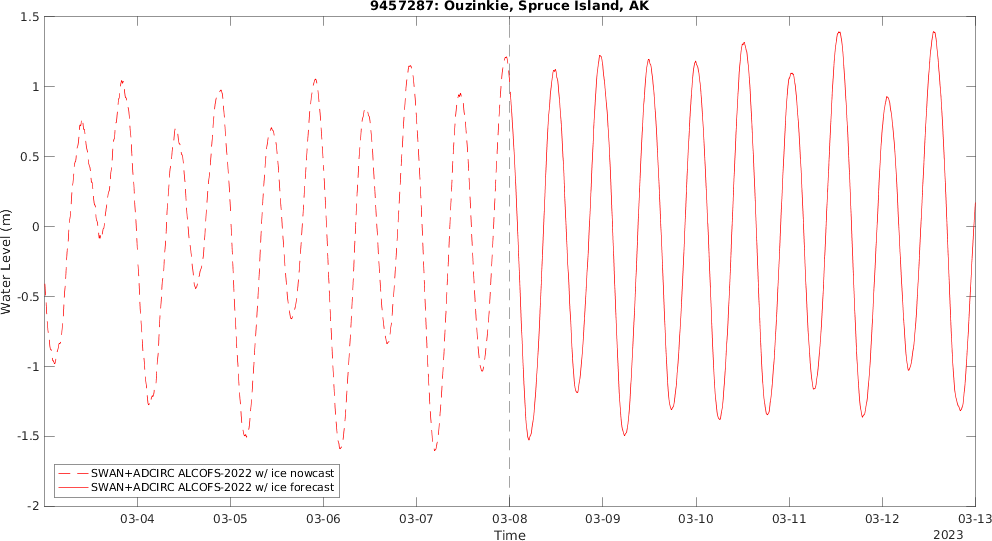 9457287: Ouzinkie, Spruce Island, AK
1.5
1
0.5
0
-0.5
-1
-1.5
-2
Water Level (m)
SWAN+ADCIRC ALCOFS-2022 w/ ice nowcast
SWAN+ADCIRC ALCOFS-2022 w/ ice forecast
03-04 03-05 03-06 03-07 03-08 03-09 03-10 03-11 03-12 03-13
Time
2023